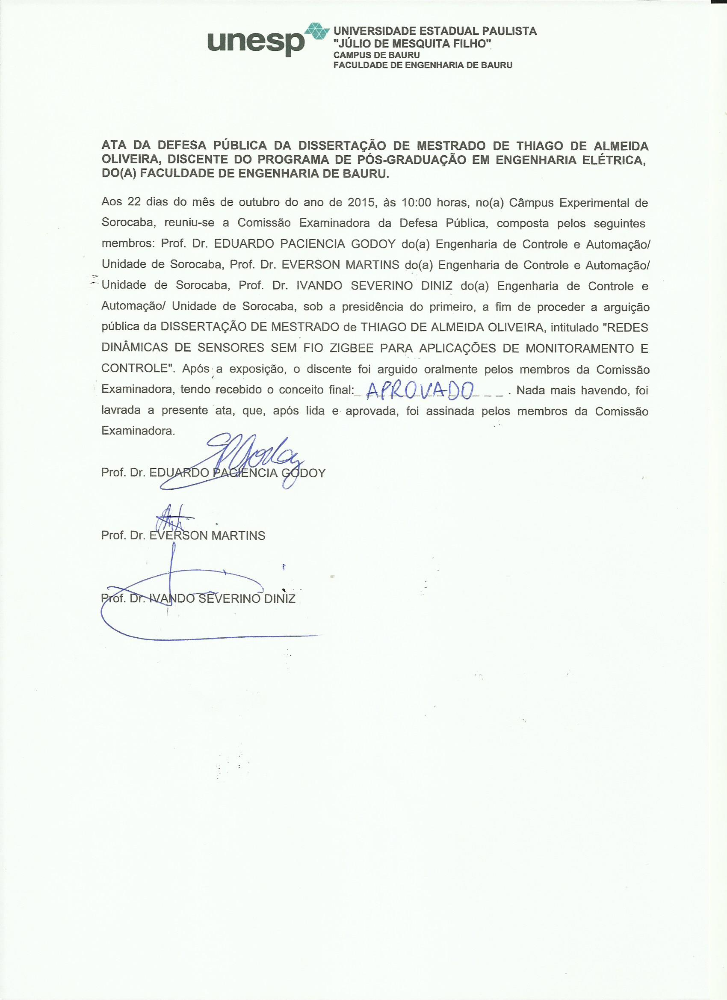 unesp
UNIVERSIDADE ESTADUAL PAULISTA
"JÚLIO DE MESQUITA FILHO"
CAMPUS DE BAURU
FACULDADE DE ENGENHARIA DE BAURU
ATA DA DEFESA PÚBLICA DA DISSERTAÇÃO DE MESTRADO DE THIAGO DE ALMEIDA
OLIVEIRA, DISCENTE DO PROGRAMA DE PÓS-GRADUAÇÃO EM ENGENHARIA ELÉTRICA,
DO(A) FACULDADE DE ENGENHARIA DE BAURU.
Aos 22 dias do mês de outubro do ano de 2015, às 10:00 horas, no(a) Câmpus Experimental de
Sorocaba, reuniu-se a Comissão Examinadora da Defesa Pública, composta pelos seguintes
membros: Prof. Dr. EDUARDO PACIENCIA GODOY do(a) Engenharia de Controle e Automação/
Unidade de Sorocaba, Prof. Dr. EVERSON MARTINS do(a) Engenharia de Controle e Automação/
Unidade de Sorocaba, Prof. Dr. IVANDO SEVERINO DINIZ do(a) Engenharia de Controle e
Automação/ Unidade de Sorocaba, sob a presidência do primeiro, a fim de proceder a arguição
pública da DISSERTAÇÃO DE MESTRADO de THIAGO DE ALMEIDA OLIVEIRA, intitulado "REDES
DINÂMICAS DE SENSORES SEM FIO ZIGBEE PARA APLICAÇÕES DE MONITORAMENTO E
CONTROLE". Após a exposição, o discente foi arguido oralmente pelos membros da Comissão
Examinadora, tendo recebido o conceito final:_ APROVADO _ _ . Nada mais havendo, foi
lavrada a presente ata, que, após lida e aprovada, foi assinada pelos membros da Comissão
Examinadora.
EPGodoy
Prof. Dr. EDUARDO PACIENCIA GODOY
Prof. Dr. EVERSON MARTINS
Prof. Dr. IVANDO SEVERINO DINIZ